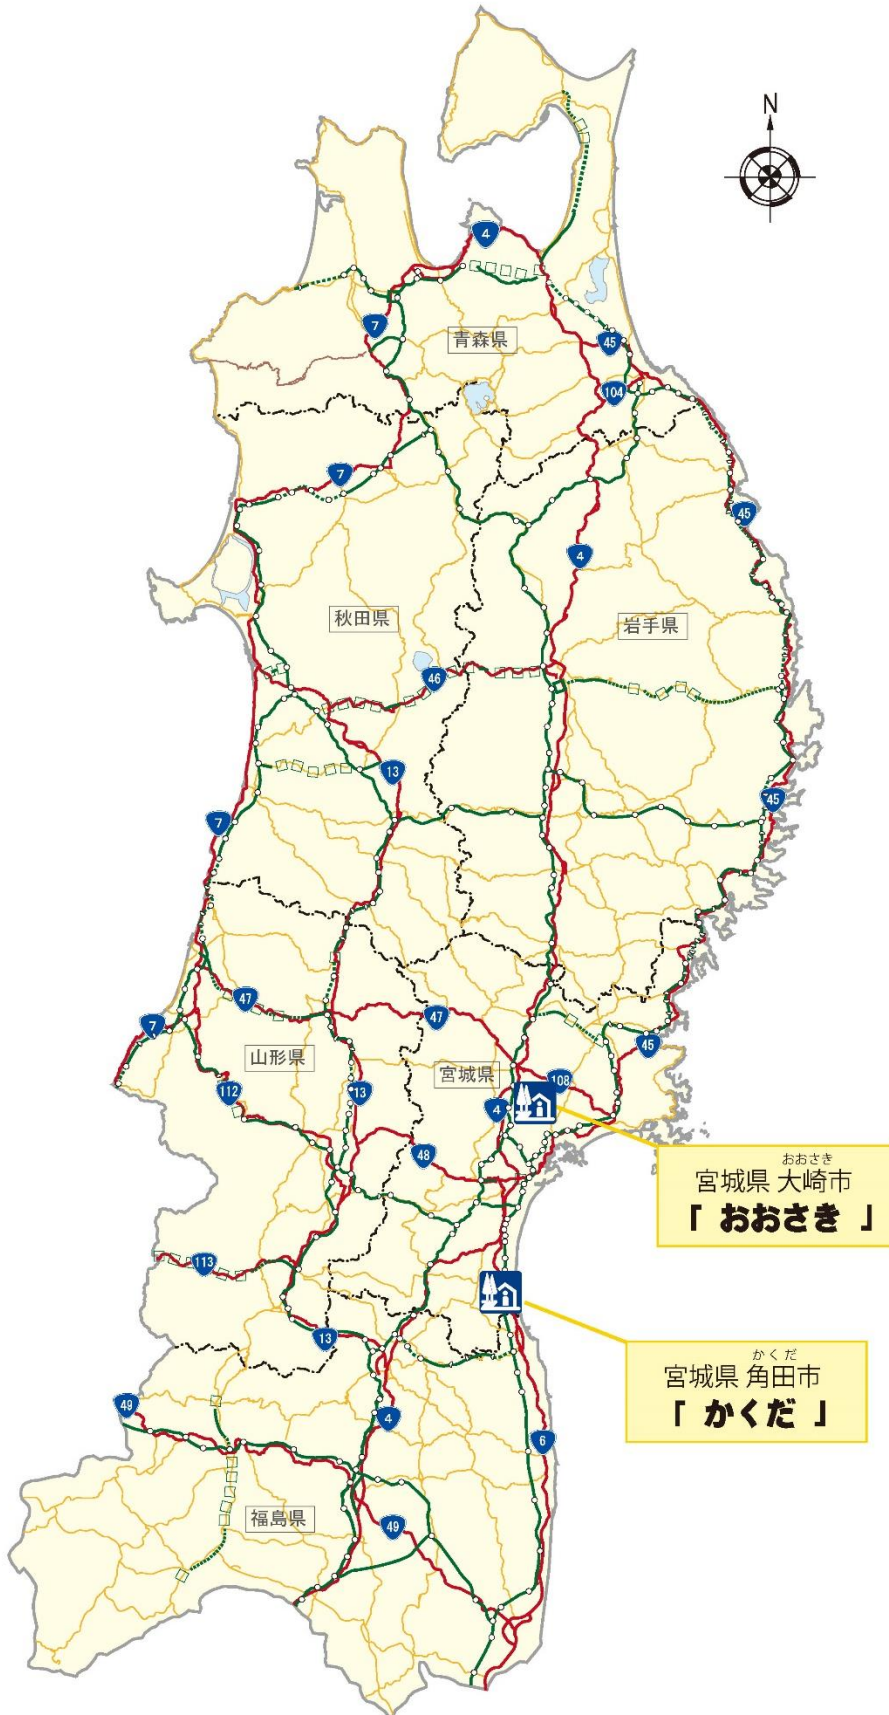 N
4
7
青森県
45
104
7
45
4
秋田県
岩手県
46
13
45
7
47
47
7
45
山形県
宮城県
108
112
13
4
48
おおさき
宮城県 大崎市
「 おおさき 」
113
13
かくだ
宮城県 角田市
「 かくだ 」
49
4
6
福島県
49